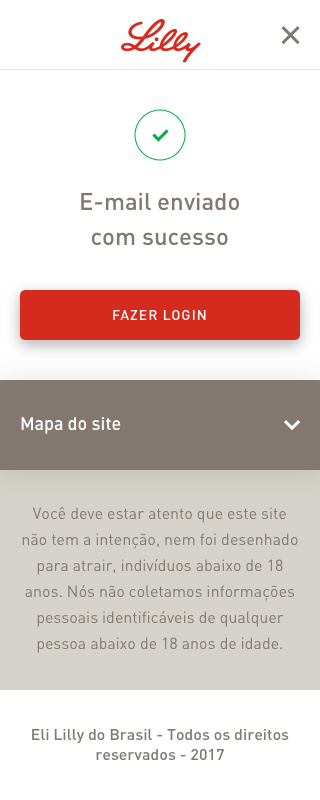 Lilly
E-mail enviado
com sucesso
FAZER LOGIN
Mapa do site
Você deve estar atento que este site
não tem a intenção, nem foi desenhado
para atrair, indivíduos abaixo de 18
anos. Nós não coletamos informações
pessoais identificáveis de qualquer
pessoa abaixo de 18 anos de idade.
Eli Lilly do Brasil - Todos os direitos
reservados - 2017